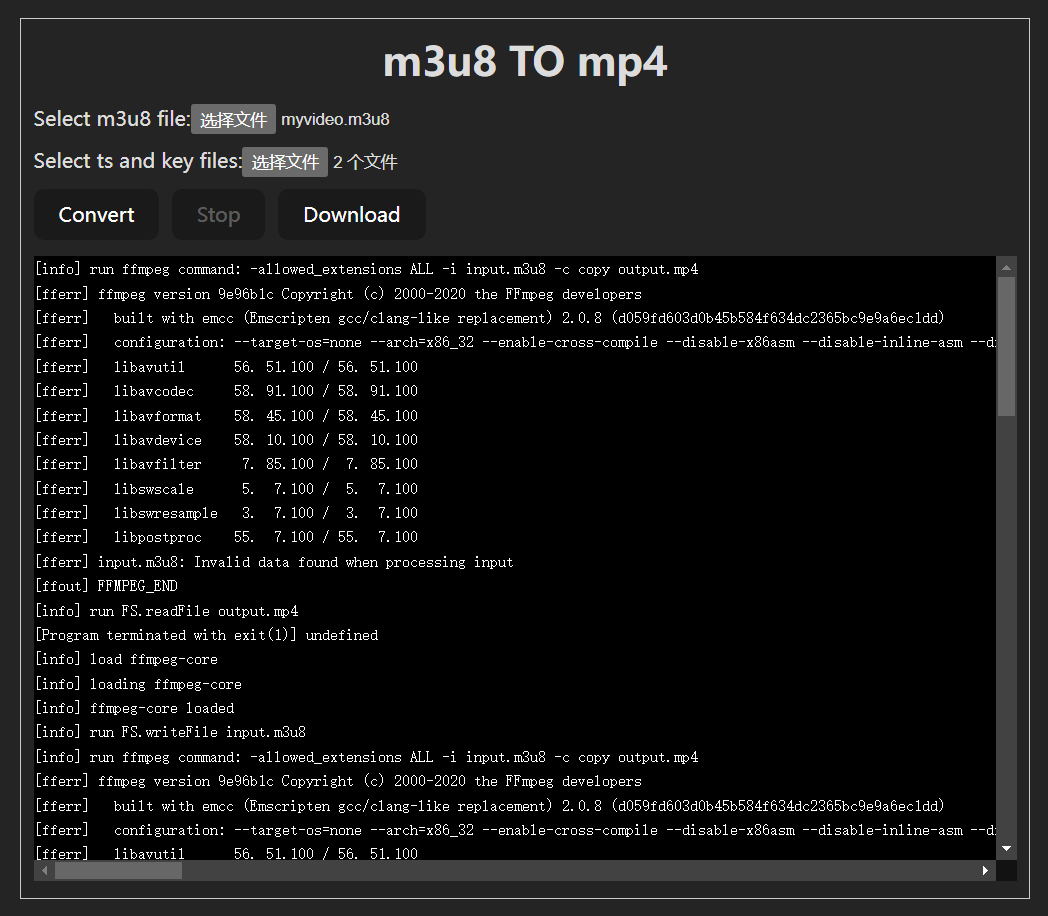 m3u8 TO mp4
Select m3u8 file: 选择文件 myvideo.m3u8
Select ts and key files: 选择文件 2 个文件
Convert Stop Download
[info] run ffmpeg command: -allowed_extensions ALL -i input.m3u8 -c copy output.mp4
[fferr] ffmpeg version 9e96b1c Copyright (c) 2000-2020 the FFmpeg developers
[fferr]   built with emcc (Emscripten gcc/clang-like replacement) 2.0.8 (d059fd603d0b45b584f634dc2365bc9e9a6ec1dd)
[fferr]   configuration: --target-os=none --arch=x86_32 --enable-cross-compile --disable-x86asm --disable-inline-asm
[fferr]   libavutil      56. 51.100 / 56. 51.100
[fferr]   libavcodec     58. 91.100 / 58. 91.100
[fferr]   libavformat    58. 45.100 / 58. 45.100
[fferr]   libavdevice    58. 10.100 / 58. 10.100
[fferr]   libavfilter     7. 85.100 /  7. 85.100
[fferr]   libswscale      5.  7.100 /  5.  7.100
[fferr]   libswresample   3.  7.100 /  3.  7.100
[fferr]   libpostproc    55.  7.100 / 55.  7.100
[fferr] input.m3u8: Invalid data found when processing input
[ffout] FFMPEG_END
[info] run FS.readFile output.mp4
[Program terminated with exit(1)] undefined
[info] load ffmpeg-core
[info] loading ffmpeg-core
[info] ffmpeg-core loaded
[info] run FS.writeFile input.m3u8
[info] run ffmpeg command: -allowed_extensions ALL -i input.m3u8 -c copy output.mp4
[fferr] ffmpeg version 9e96b1c Copyright (c) 2000-2020 the FFmpeg developers
[fferr]   built with emcc (Emscripten gcc/clang-like replacement) 2.0.8 (d059fd603d0b45b584f634dc2365bc9e9a6ec1dd)
[fferr]   configuration: --target-os=none --arch=x86_32 --enable-cross-compile --disable-x86asm --disable-inline-asm
[fferr]   libavutil      56. 51.100 / 56. 51.100